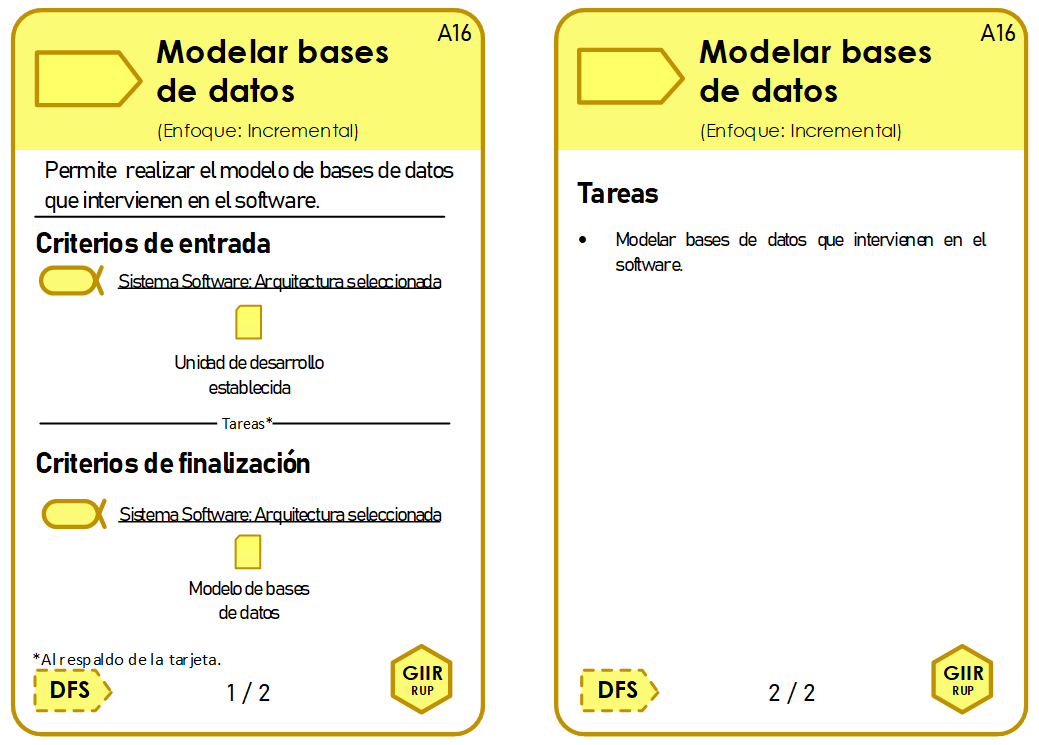 A16
Modelar bases
de datos
(Enfoque: Incremental)
Permite realizar el modelo de bases de datos
que intervienen en el software.
Criterios de entrada
Sistema Software: Arquitectura seleccionada
Unidad de desarrollo
establecida
Tareas*
Criterios de finalización
Sistema Software: Arquitectura seleccionada
Modelo de bases
de datos
*Al respaldo de la tarjeta.
DFS
1 / 2
GIIR
RUP
A16
Modelar bases
de datos
(Enfoque: Incremental)
Tareas
• Modelar bases de datos que intervienen en el
software.
DFS
2 / 2
GIIR
RUP